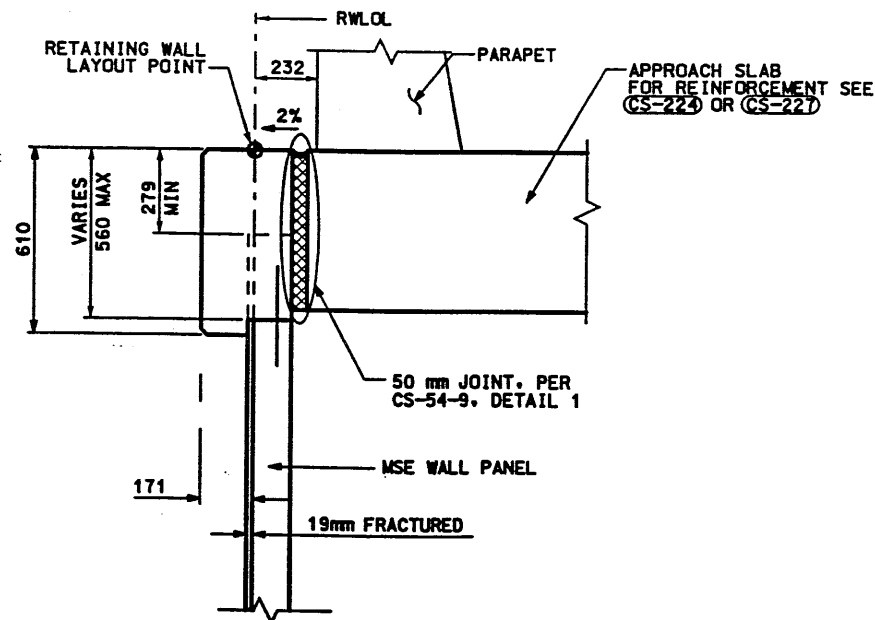 RWLOL
RETAINING WALL
LAYOUT POINT
232
PARAPET
APPROACH SLAB
FOR REINFORCEMENT SEE
CS-224 OR CS-227
2%
610
VARIES
560 MAX
279
MIN
50 mm JOINT. PER
CS-54-9. DETAIL 1
MSE WALL PANEL
171
19mm FRACTURED